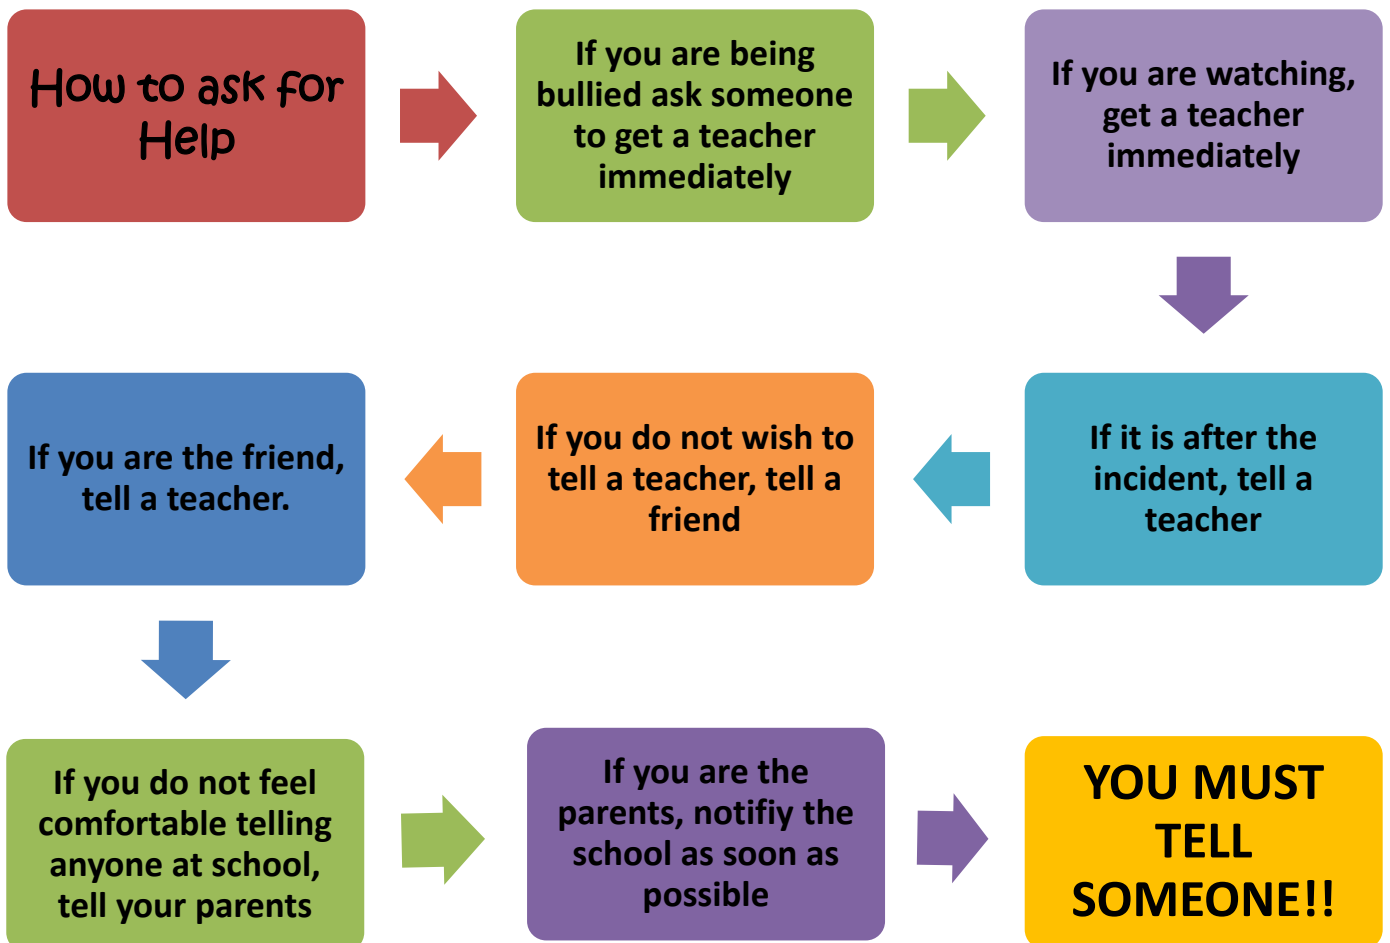 How to ask for
Help
If you are being
bullied ask someone
to get a teacher
immediately
If you are watching,
get a teacher
immediately
If it is after the
incident, tell a
teacher
If you do not wish to
tell a teacher, tell a
friend
If you are the friend,
tell a teacher.
If you do not feel
comfortable telling
anyone at school,
tell your parents
If you are the
parents, notifiy the
school as soon as
possible
YOU MUST
TELL
SOMEONE!!